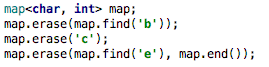 map<char, int> map;
map.erase(map.find('b'));
map.erase('c');
map.erase(map.find('e'), map.end());